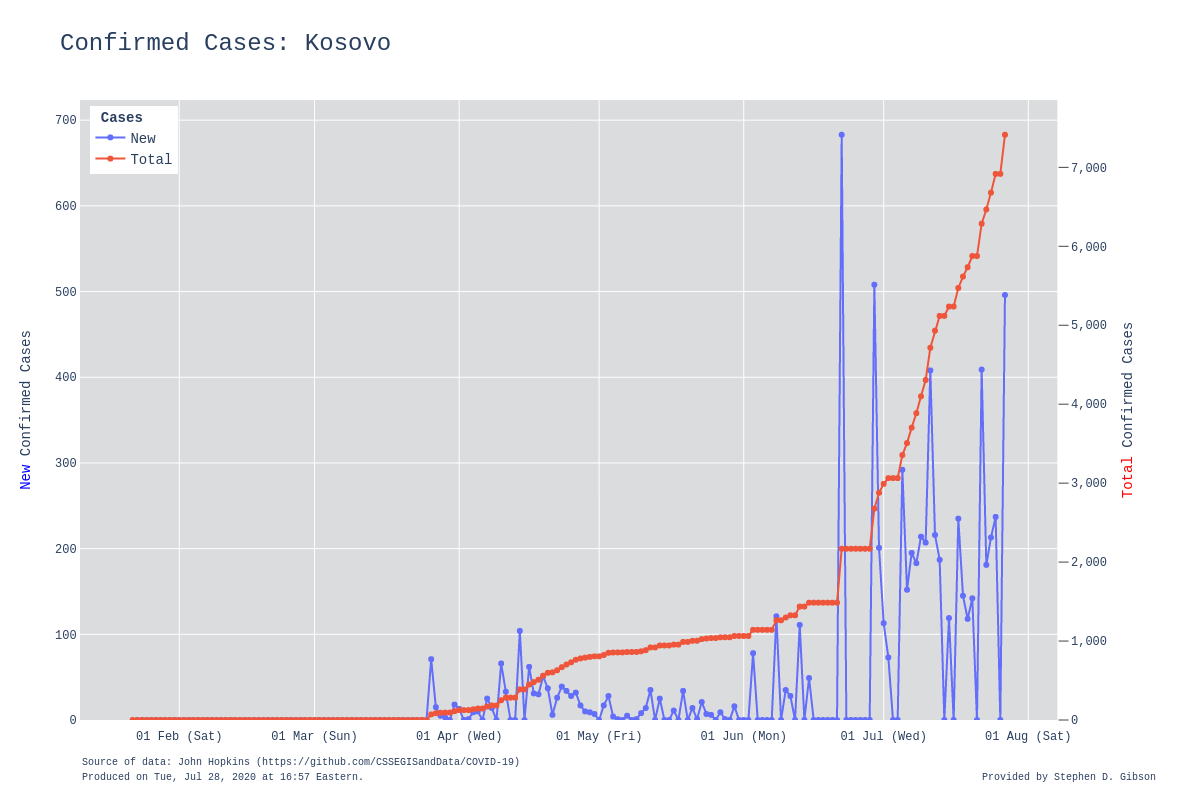 Confirmed Cases: Kosovo
Cases
New
Total
700
600
500
400
300
200
100
0
7,000
6,000
5,000
4,000
3,000
2,000
1,000
0
New Confirmed Cases
Total Confirmed Cases
01 Feb (Sat)
01 Mar (Sun)
01 Apr (Wed)
01 May (Fri)
01 Jun (Mon)
01 Jul (Wed)
01 Aug (Sat)
Source of data: John Hopkins (https://github.com/CSSEGISandData/COVID-19)
Produced on Tue, Jul 28, 2020 at 16:57 Eastern.
Provided by Stephen D. Gibson